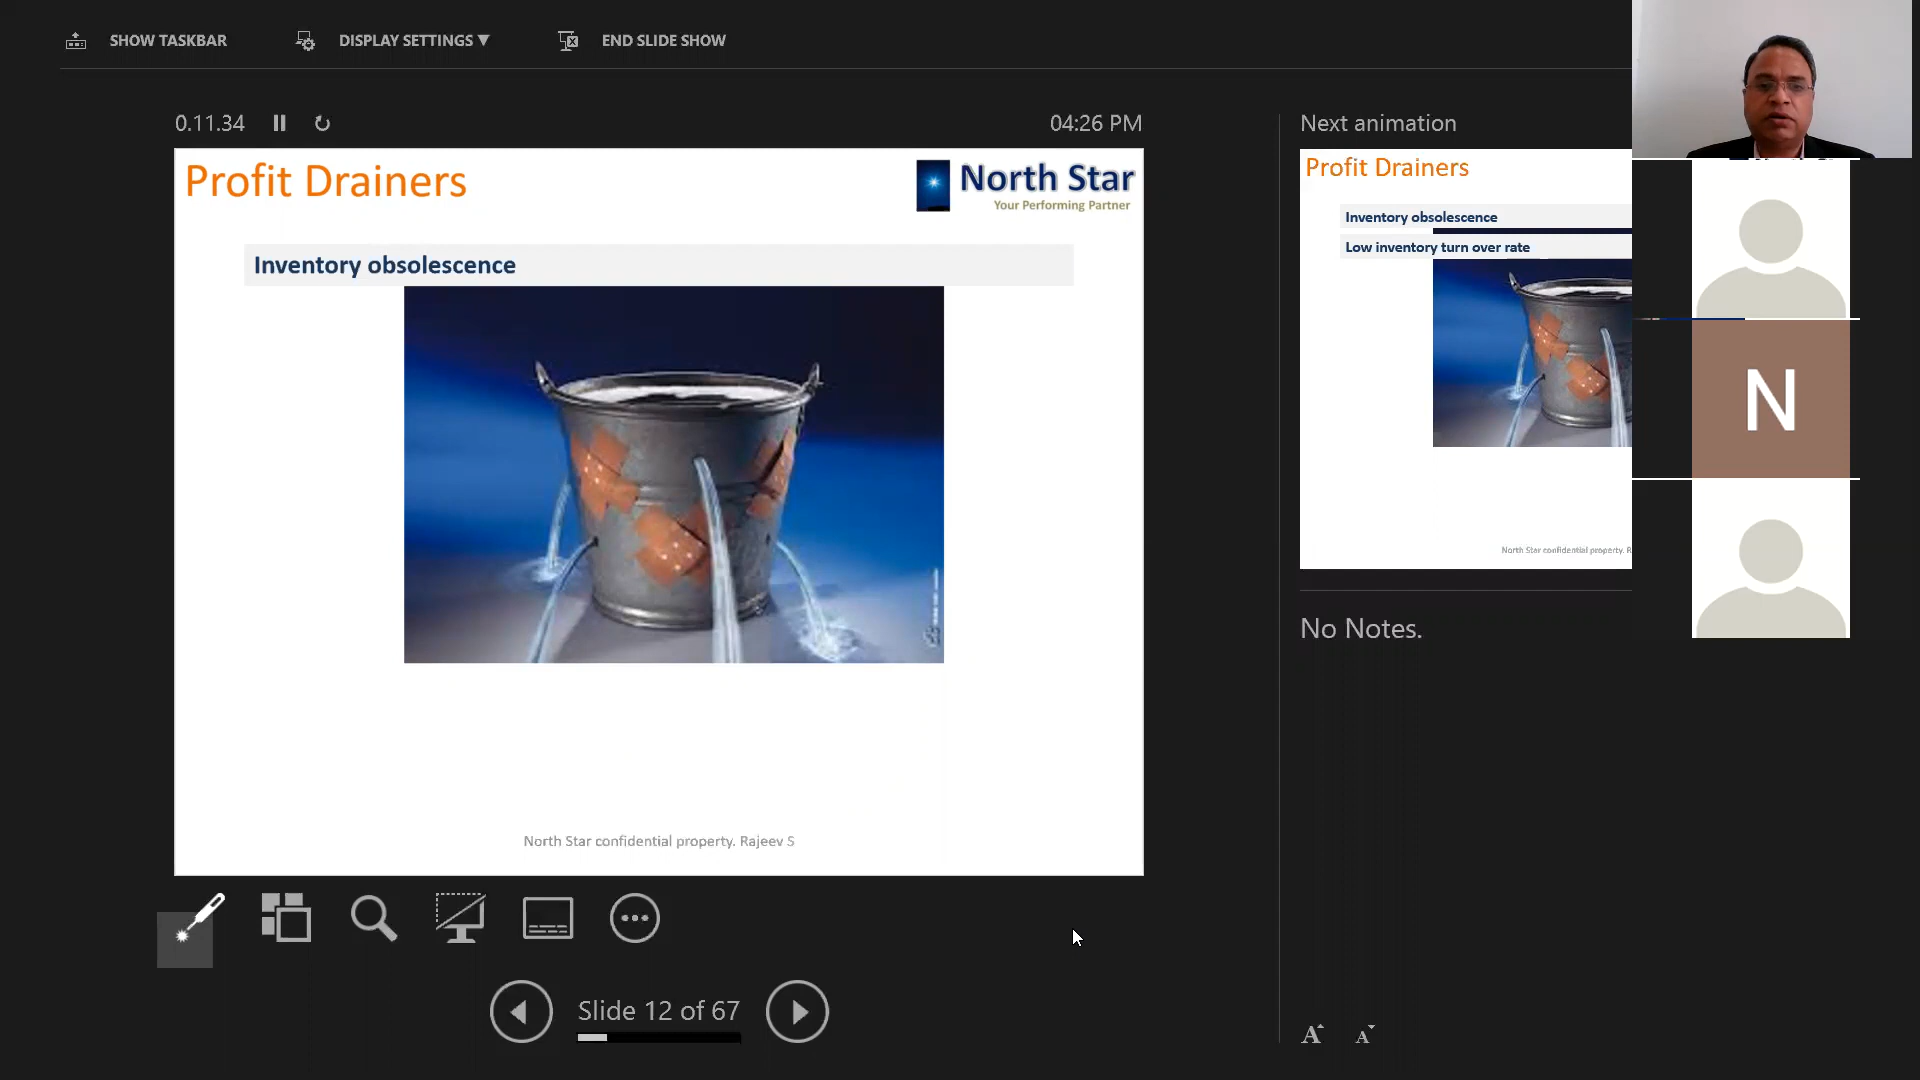 SHOW TASKBAR
DISPLAY SETTINGS ▼
END SLIDE SHOW
0.11.34
04:26 PM
Profit Drainers
North Star
Your Performing Partner
Inventory obsolescence
North Star confidential property. Rajeev S
Slide 12 of 67
Next animation
Profit Drainers
Inventory obsolescence
Low inventory turn over rate
North Star confidential property. R
No Notes.
A A
N